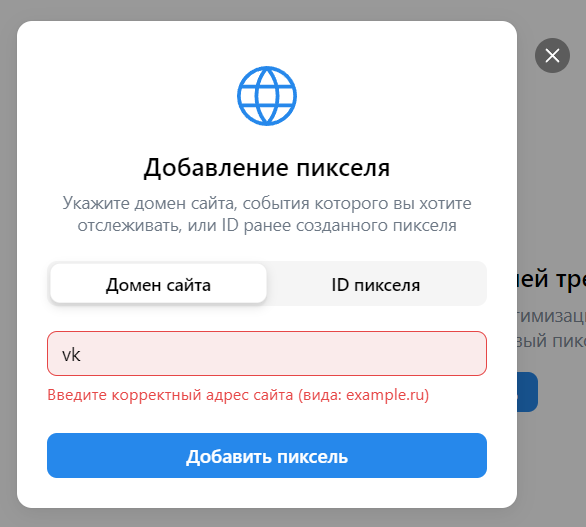 Добавление пикселя
Укажите домен сайта, события которого вы хотите
отслеживать, или ID ранее созданного пикселя
Домен сайта
ID пикселя
vk
Введите корректный адрес сайта (вида: example.ru)
Добавить пиксель